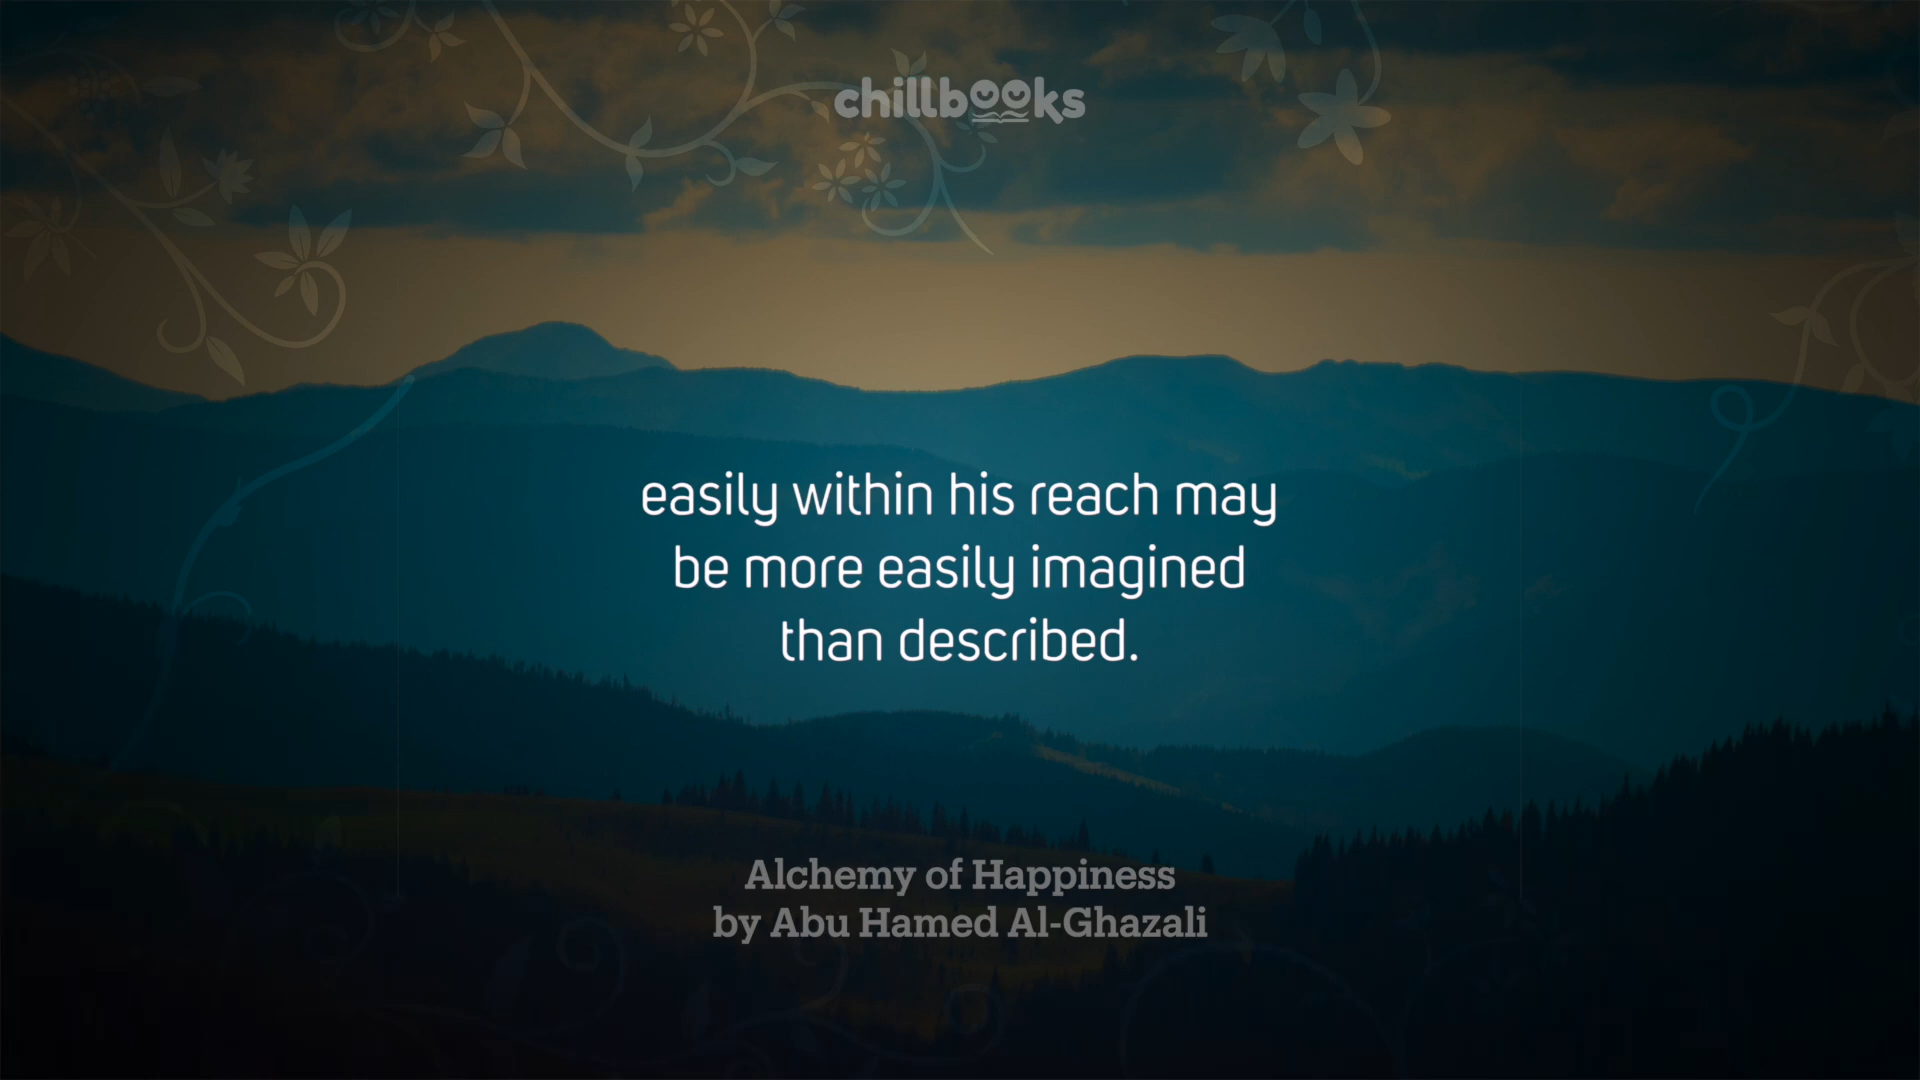 chillbooks
easily within his reach may
be more easily imagined
than described.
Alchemy of Happiness
by Abu Hamed Al-Ghazali